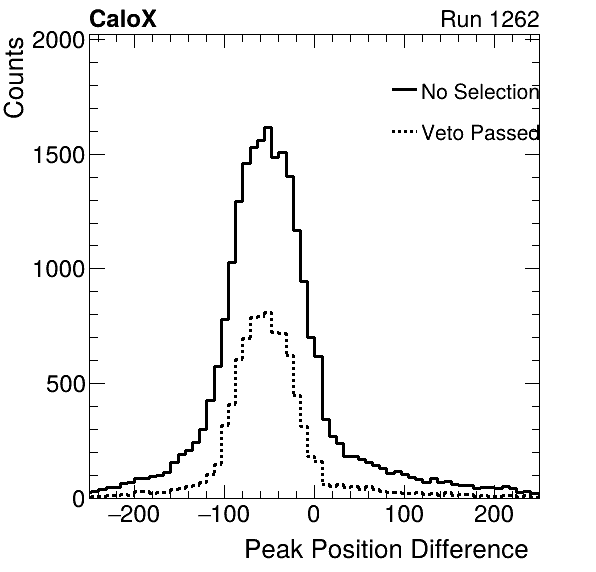 CaloX Run 1262
Counts
2000
1500
1000
500
0
No Selection
Veto Passed
−200 −100 0 100 200
Peak Position Difference